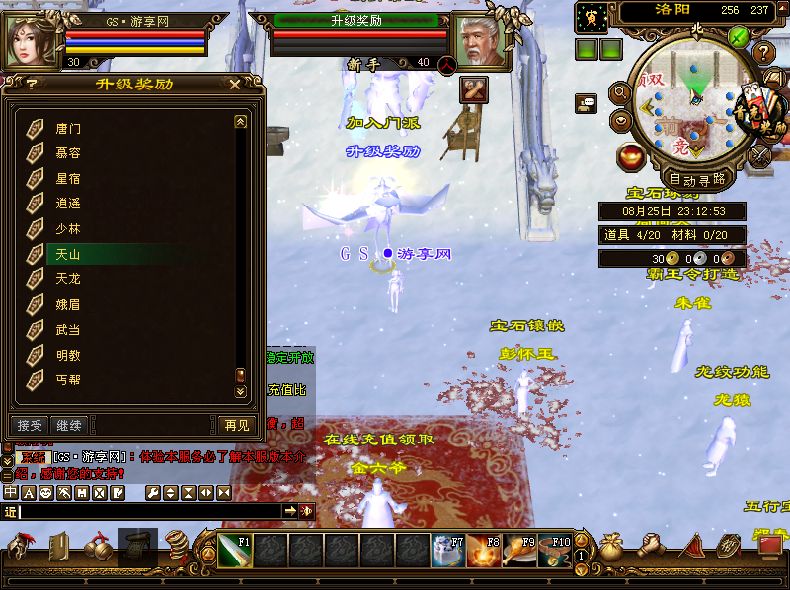 GS·游享网
30
升级奖励
新手
40
洛阳 256 237
自动寻路
08月25日 23:12:53
道具 4/20 材料 0/20
30 0 0
升级奖励
唐门
慕容
星宿
逍遥
少林
天山
天龙
娥眉
武当
明教
丐帮
接受 继续 再见
加入门派
升级奖励
GS 游享网
霸王令打造
朱雀
宝石镶嵌
彭怀玉
龙纹功能
龙猿
在线充值领取
金六爷
稳定开放
充值比
系统 [GS·游享网]：体验本服务必了解本服版本介
绍，感谢您的支持！
近
F1 F7 F8 F9 F10
1